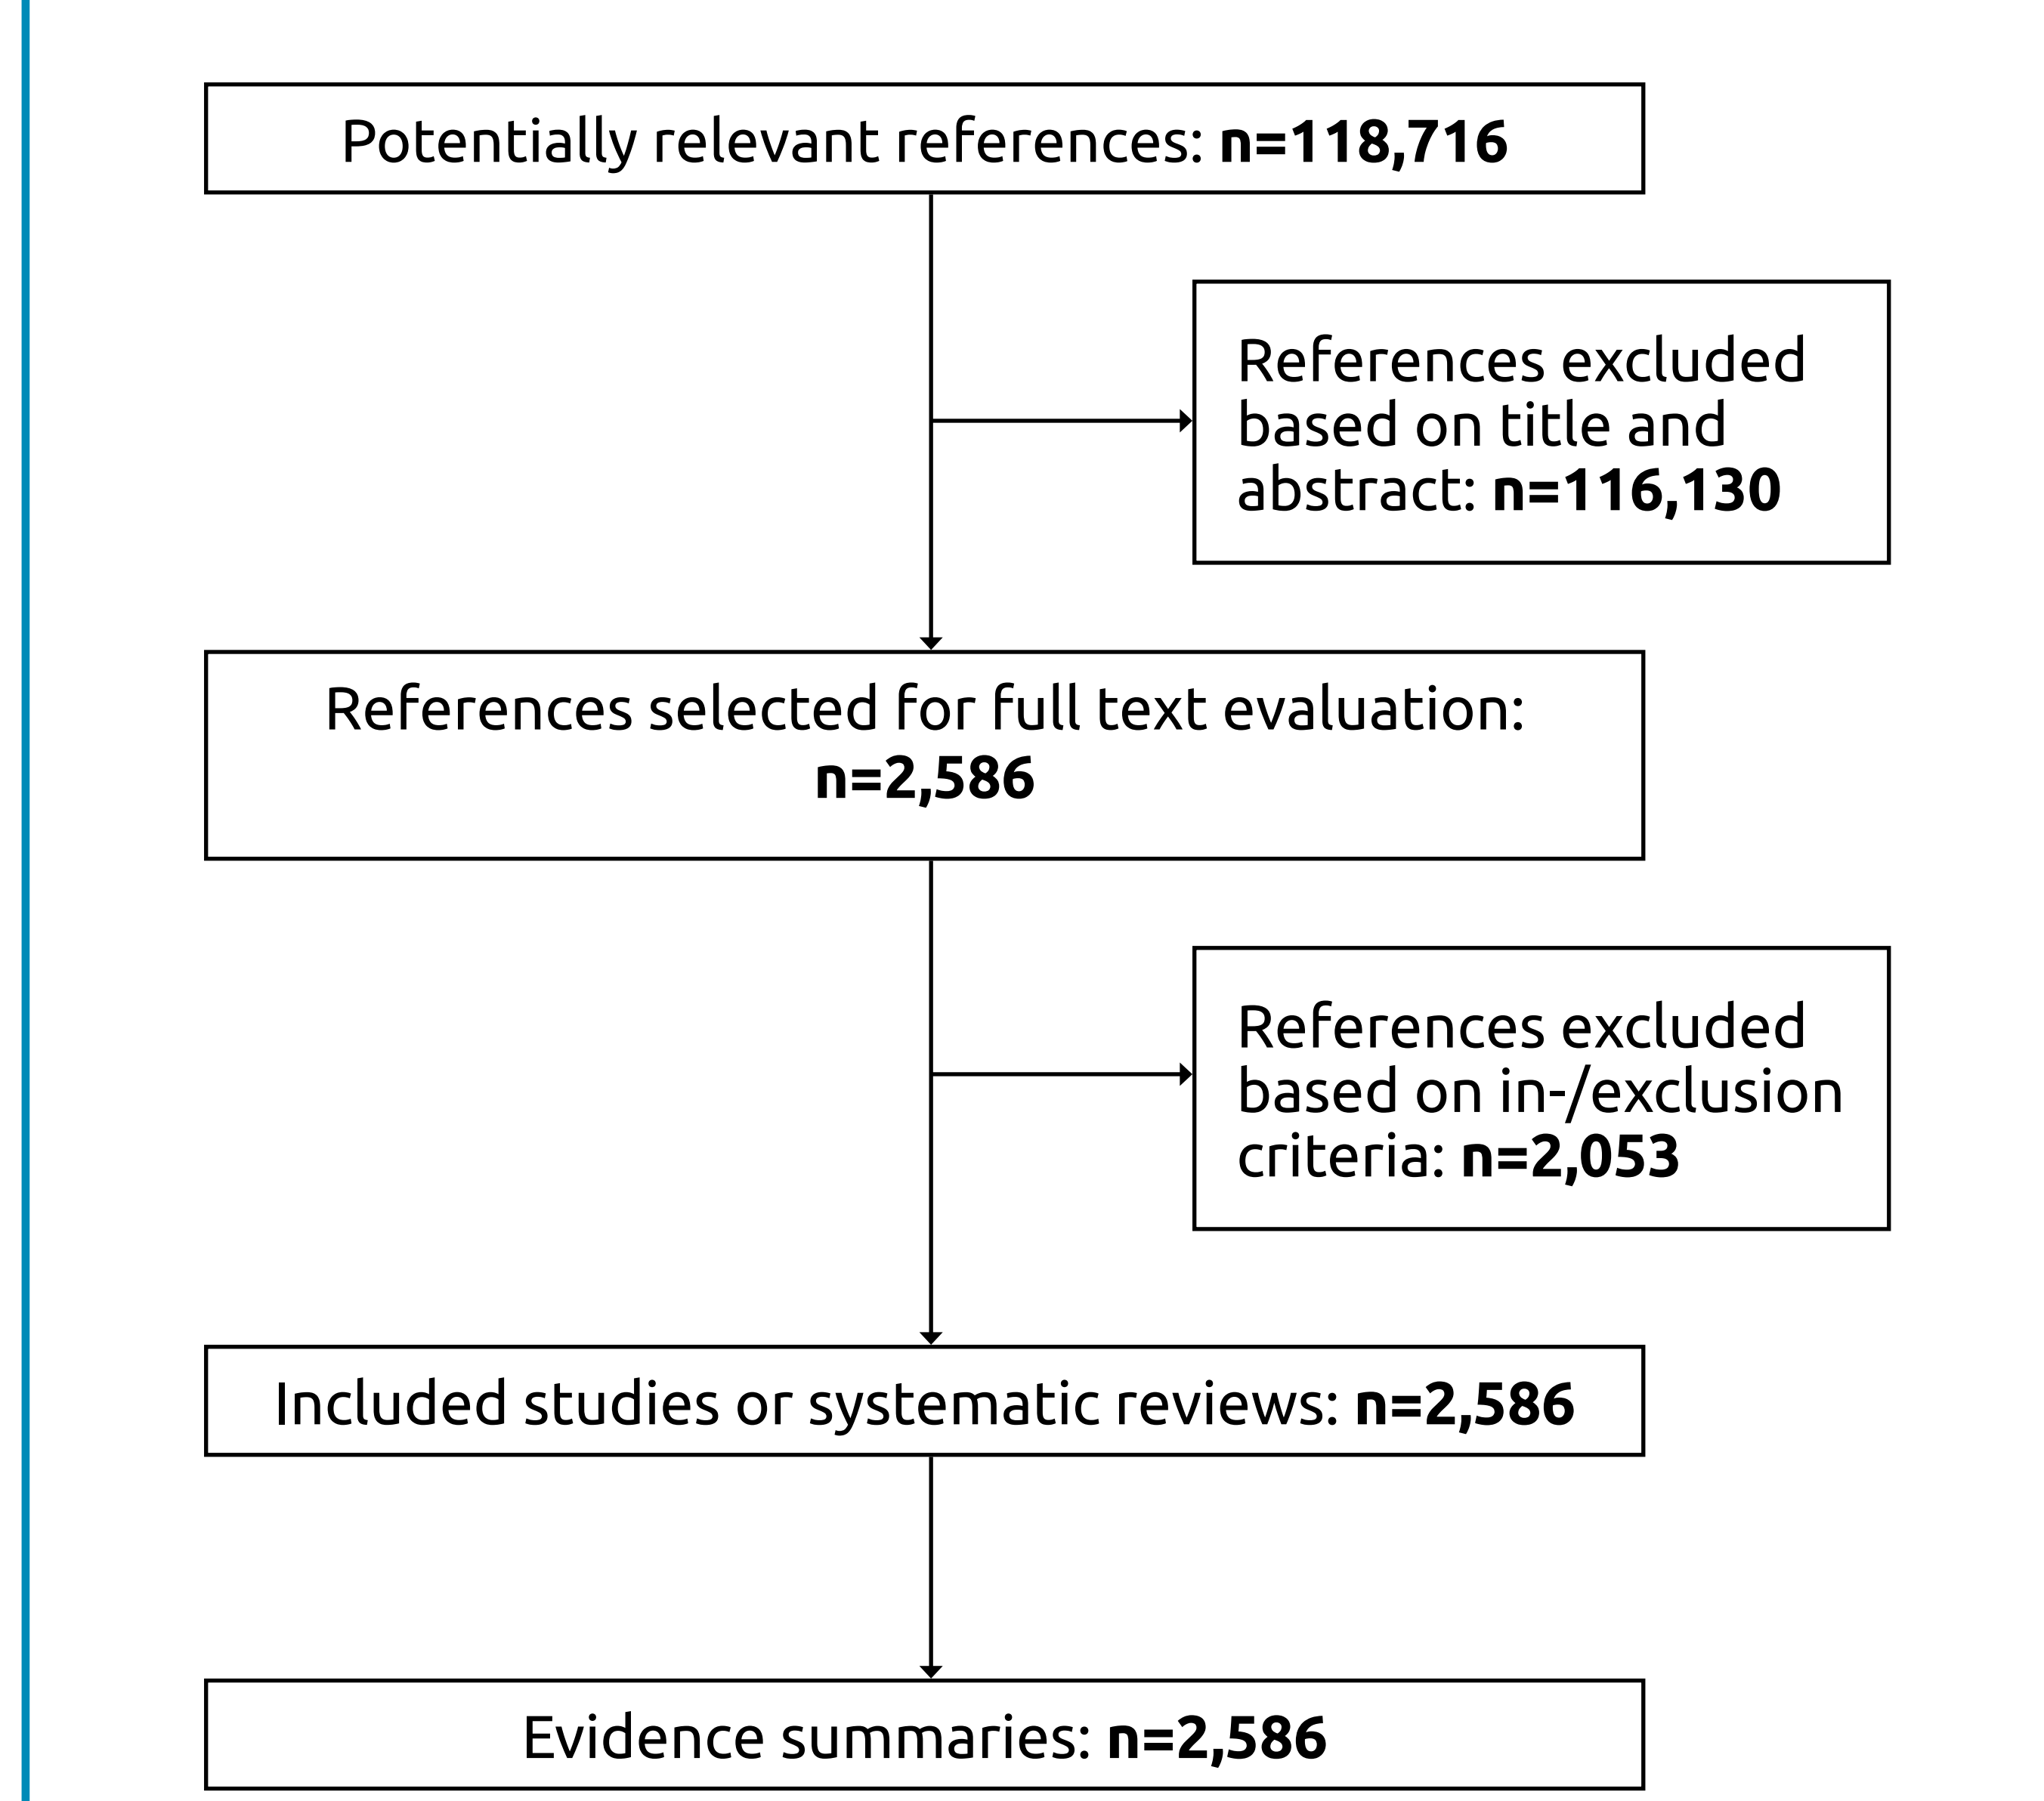 Potentially relevant references: n=118,716
References excluded
based on title and
abstract: n=116,130
References selected for full text evaluation:
n=2,586
References excluded
based on in-/exclusion
criteria: n=2,053
Included studies or systematic reviews: n=2,586
Evidence summaries: n=2,586